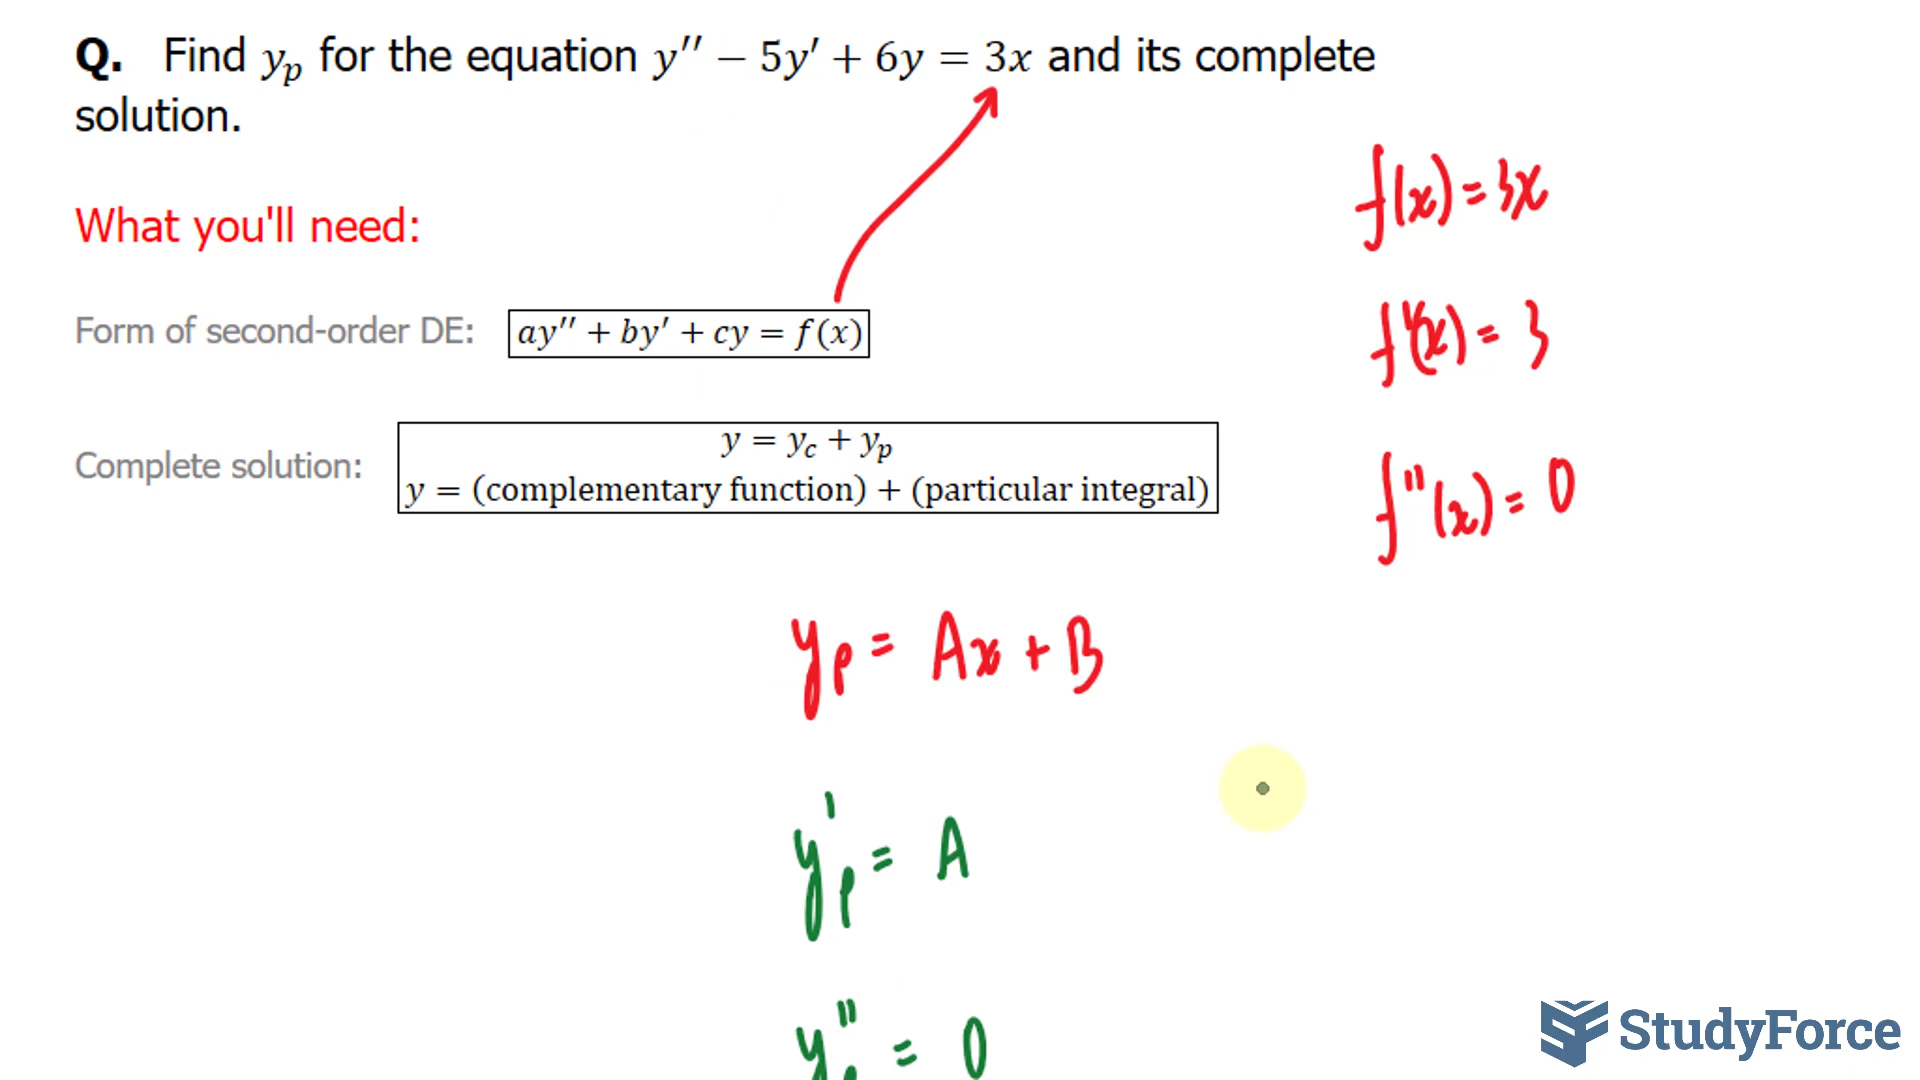 Q. Find yₚ for the equation y′′ − 5y′ + 6y = 3x and its complete
solution.
What you'll need:
Form of second-order DE: ay′′ + by′ + cy = f(x)
Complete solution: y = y_c + yₚ
y = (complementary function) + (particular integral)
f(x) = 3x
f'(x) = 3
f''(x) = 0
yₚ = Ax + B
y'ₚ = A
y''ₚ = 0
StudyForce